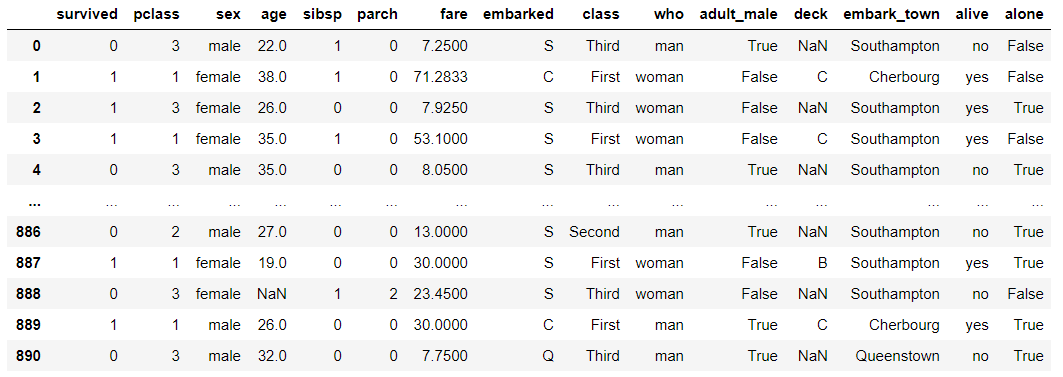 survived pclass sex age sibsp parch fare embarked class who adult_male deck embark_town alive alone
0 0 3 male 22.0 1 0 7.2500 S Third man True NaN Southampton no False
1 1 1 female 38.0 1 0 71.2833 C First woman False C Cherbourg yes False
2 1 3 female 26.0 0 0 7.9250 S Third woman False NaN Southampton yes True
3 1 1 female 35.0 1 0 53.1000 S First woman False C Southampton yes False
4 0 3 male 35.0 0 0 8.0500 S Third man True NaN Southampton no True
... ... ... ... ... ... ... ... ... ... ... ... ... ... ... ...
886 0 2 male 27.0 0 0 13.0000 S Second man True NaN Southampton no True
887 1 1 female 19.0 0 0 30.0000 S First woman False B Southampton yes True
888 0 3 female NaN 1 2 23.4500 S Third woman False NaN Southampton no False
889 1 1 male 26.0 0 0 30.0000 C First man True C Cherbourg yes True
890 0 3 male 32.0 0 0 7.7500 Q Third man True NaN Queenstown no True